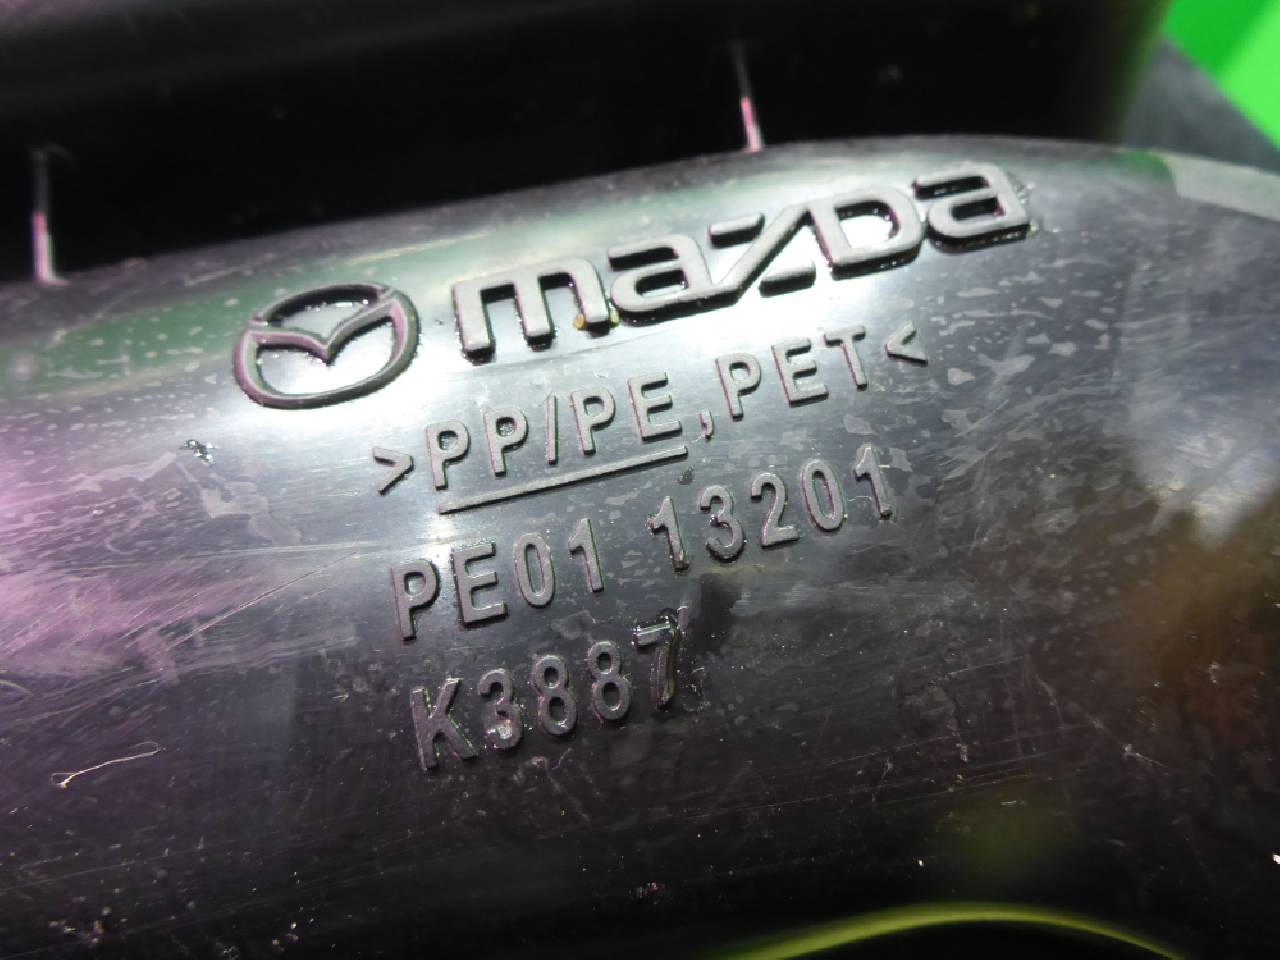 mazda
>PP/PE,PET<
PE01 13201
K3887